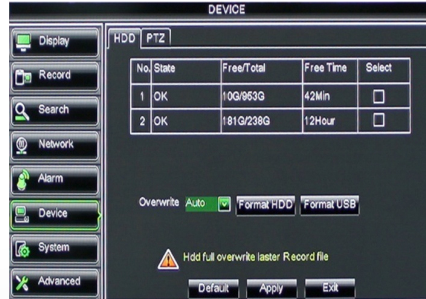 DEVICE
Display
Record
Search
Network
Alarm
Device
System
Advanced
HDD PTZ
No. State Free/Total Free Time Select
1 OK 10G/953G 42Min
2 OK 181G/238G 12Hour
Overwrite Auto Format HDD Format USB
Hdd full overwrite laster Record file
Default Apply Exit